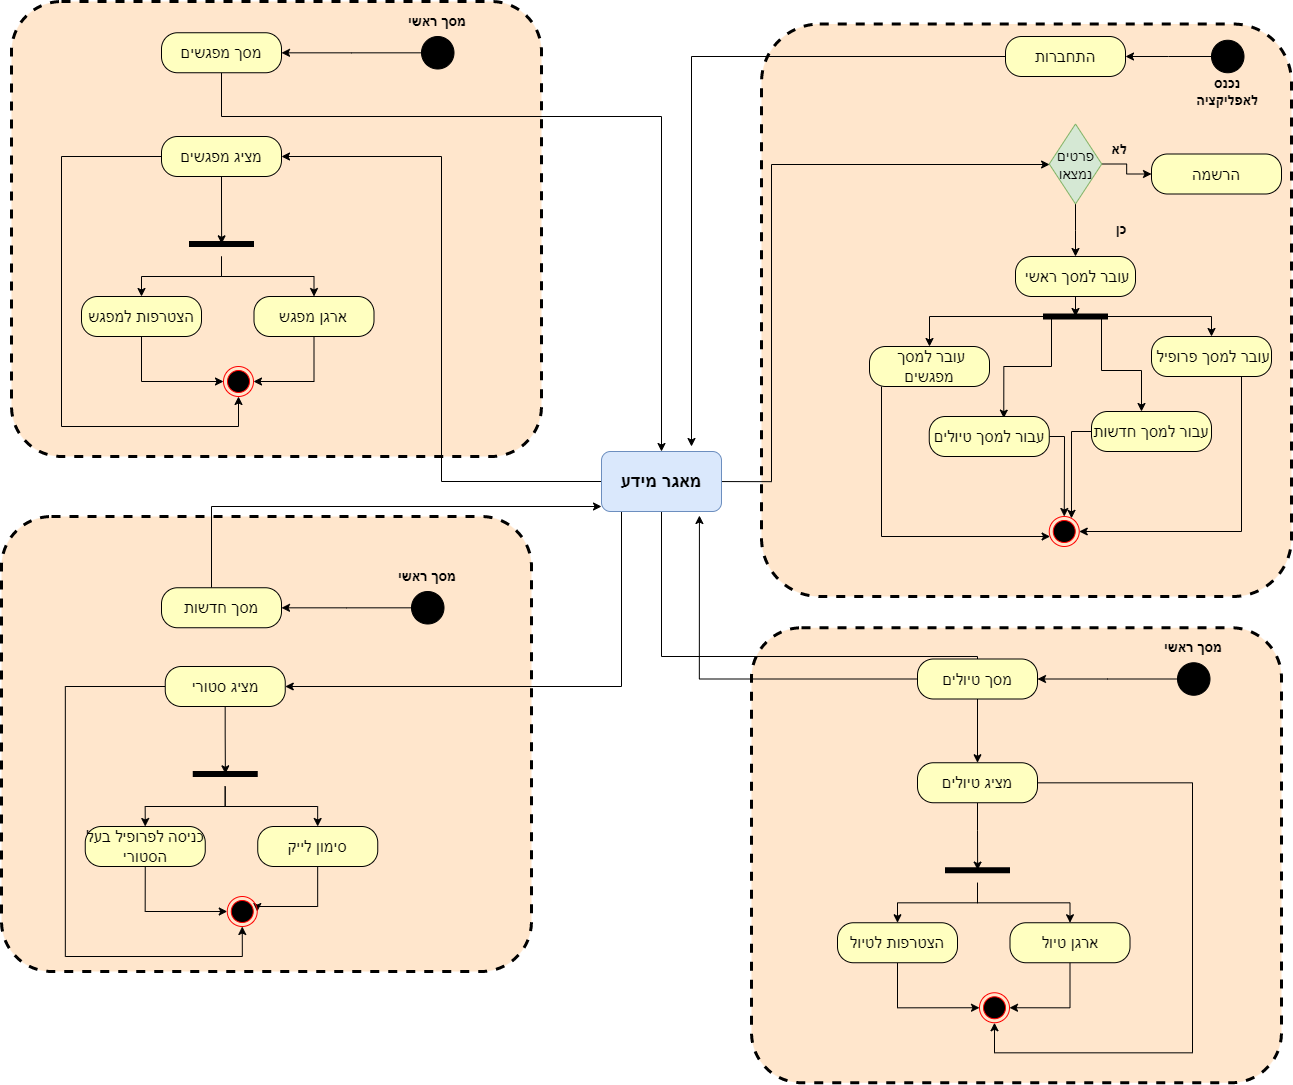 מסך ראשי
מסך מפגשים
מציג מפגשים
הצטרפות למפגש
ארגן מפגש
התחברות
נכנס
לאפליקציה
פרטים
נמצאו
לא
הרשמה
כן
עובר למסך ראשי
עובר למסך
מפגשים
עובר למסך פרופיל
עבור למסך טיולים
עבור למסך חדשות
מאגר מידע
מסך ראשי
מסך חדשות
מציג סטורי
כניסה לפרופיל בעל
הסטורי
סימון לייק
מסך ראשי
מסך טיולים
מציג טיולים
הצטרפות לטיול
ארגן טיול